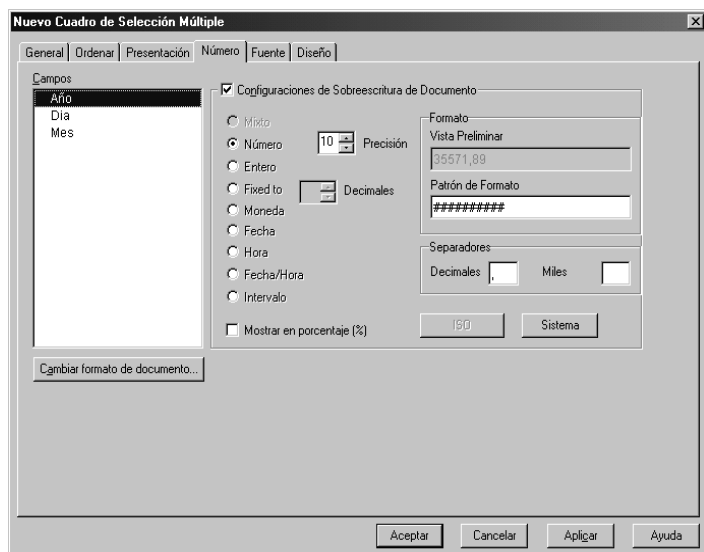 Nuevo Cuadro de Selección Múltiple
General Ordenar Presentación Número Fuente Diseño
Campos
Año
Dia
Mes
Cambiar formato de documento...
Configuraciones de Sobreescritura de Documento
Mixto
Número 10 Precisión
Entero
Fixed to Decimales
Moneda
Fecha
Hora
Fecha/Hora
Intervalo
Mostrar en porcentaje (%)
Formato
Vista Preliminar
35571,89
Patrón de Formato
##########
Separadores
Decimales , Miles
ISO Sistema
Aceptar Cancelar Aplicar Ayuda